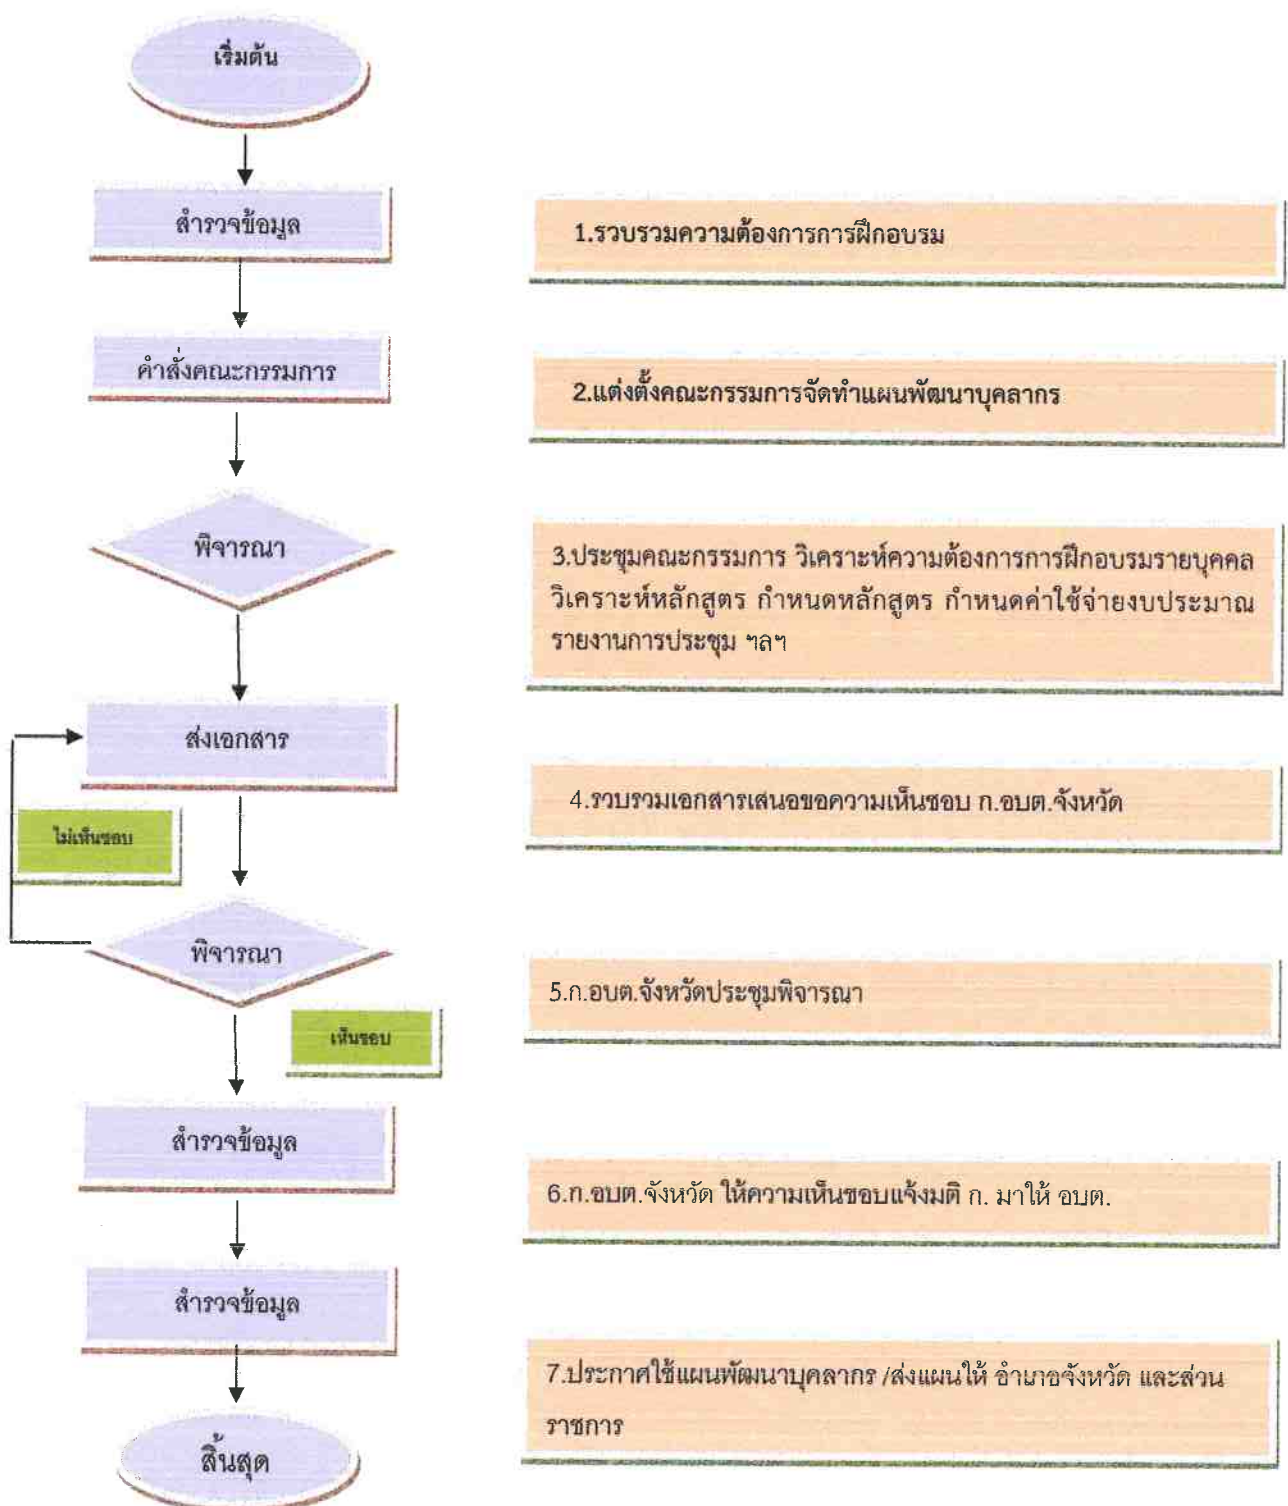 เริ่มต้น
สำรวจข้อมูล
1.รวบรวมความต้องการการฝึกอบรม
คำสั่งคณะกรรมการ
2.แต่งตั้งคณะกรรมการจัดทำแผนพัฒนาบุคลากร
พิจารณา
3.ประชุมคณะกรรมการ วิเคราะห์ความต้องการการฝึกอบรมรายบุคคล
วิเคราะห์หลักสูตร กำหนดหลักสูตร กำหนดค่าใช้จ่ายงบประมาณ
รายงานการประชุม ฯลฯ
ส่งเอกสาร
4.รวบรวมเอกสารเสนอขอความเห็นชอบ ก.อบต.จังหวัด
ไม่เห็นชอบ
พิจารณา
5.ก.อบต.จังหวัดประชุมพิจารณา
เห็นชอบ
สำรวจข้อมูล
6.ก.อบต.จังหวัด ให้ความเห็นชอบแจ้งมติ ก. มาให้ อบต.
สำรวจข้อมูล
7.ประกาศใช้แผนพัฒนาบุคลากร /ส่งแผนให้ อำเภอจังหวัด และส่วน
ราชการ
สิ้นสุด